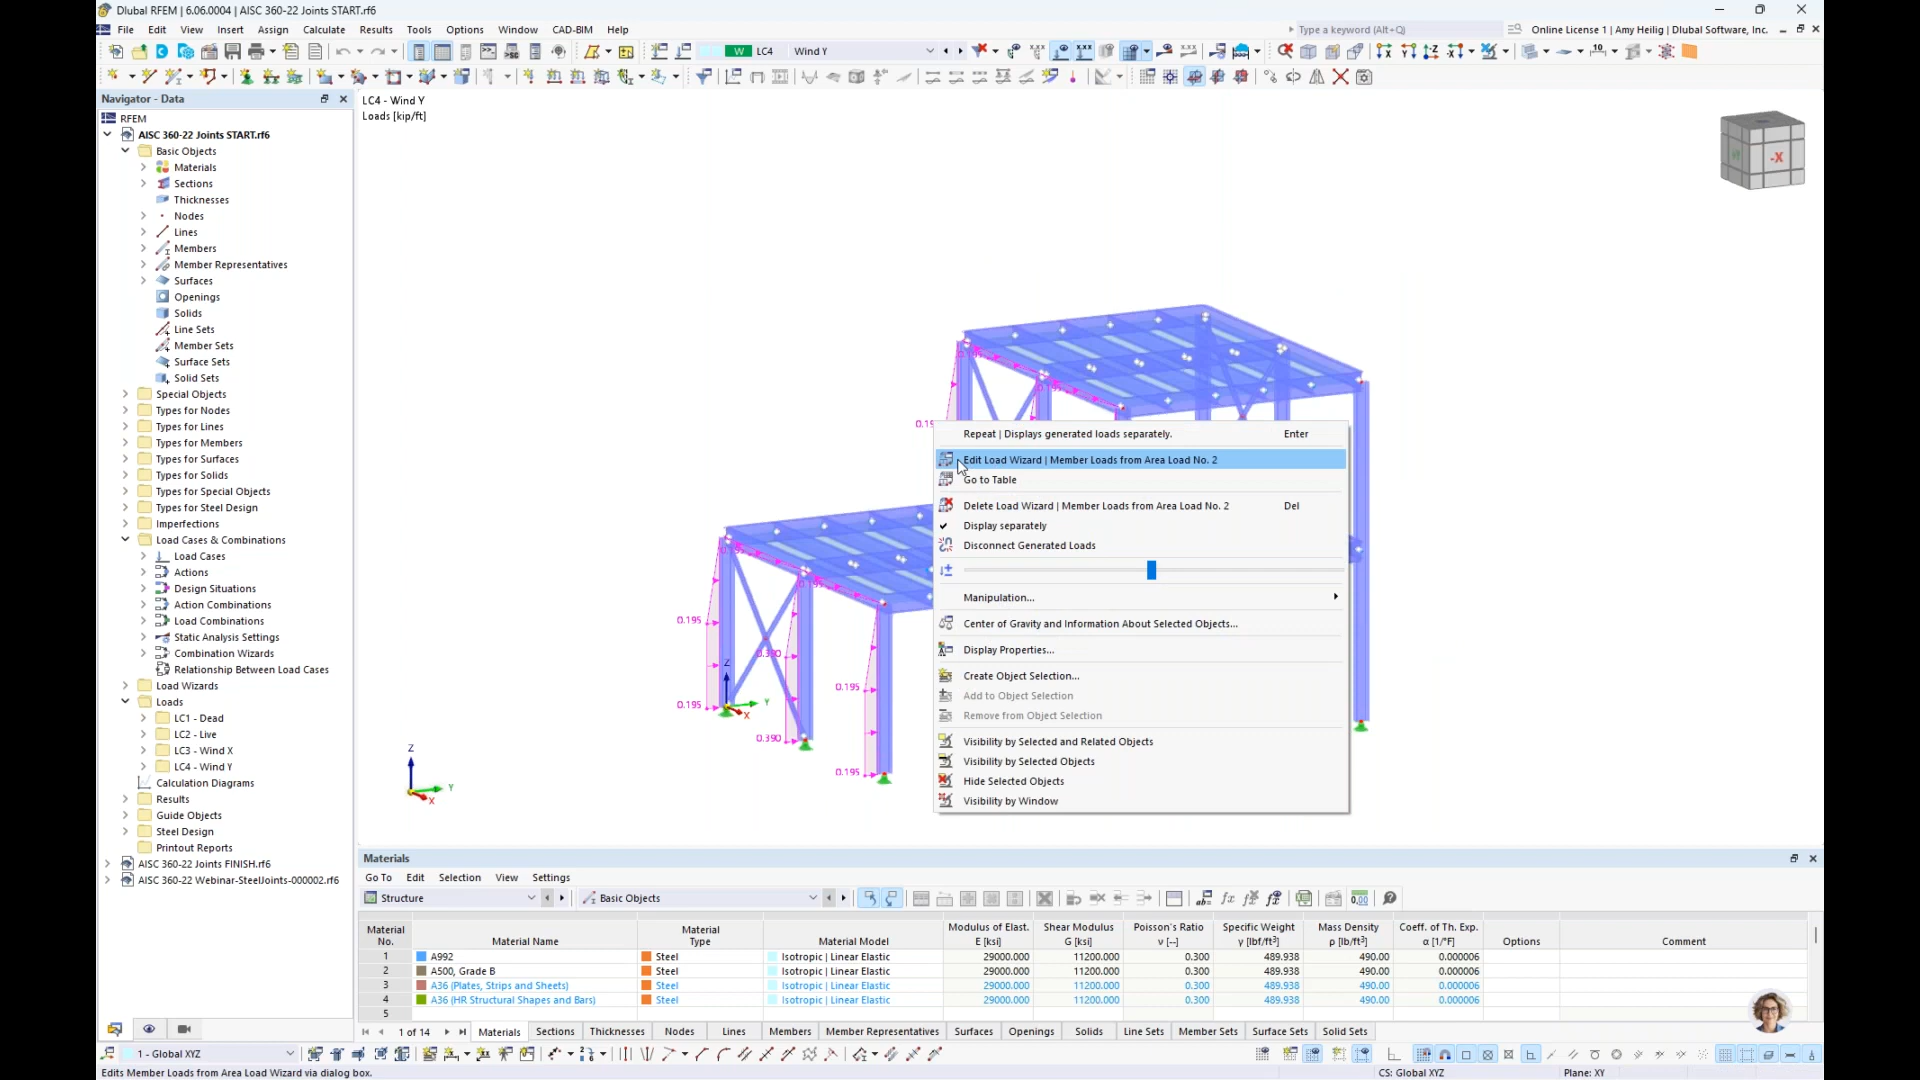 Dlubal RFEM | 6.06.0004 | AISC 360-22 Joints START.rf6
File Edit View Insert Assign Calculate Results Tools Options Window CAD-BIM Help
Type a keyword (Alt+Q)
Online License 1 | Amy Heilig | Dlubal Software, Inc.
W LC4 Wind Y
Navigator - Data
RFEM
AISC 360-22 Joints START.rf6
Basic Objects
Materials
Sections
Thicknesses
Nodes
Lines
Members
Member Representatives
Surfaces
Openings
Solids
Line Sets
Member Sets
Surface Sets
Solid Sets
Special Objects
Types for Nodes
Types for Lines
Types for Members
Types for Surfaces
Types for Solids
Types for Special Objects
Types for Steel Design
Imperfections
Load Cases & Combinations
Load Cases
Actions
Design Situations
Action Combinations
Load Combinations
Static Analysis Settings
Combination Wizards
Relationship Between Load Cases
Load Wizards
Loads
LC1 - Dead
LC2 - Live
LC3 - Wind X
LC4 - Wind Y
Calculation Diagrams
Results
Guide Objects
Steel Design
Printout Reports
AISC 360-22 Joints FINISH.rf6
AISC 360-22 Webinar-SteelJoints-000002.rf6
LC4 - Wind Y
Loads [kip/ft]
-X
0.195
0.195
0.390
0.195
0.390
0.195
Z
Y
X
Z
Y
X
Repeat | Displays generated loads separately. Enter
Edit Load Wizard | Member Loads from Area Load No. 2
Go to Table
Delete Load Wizard | Member Loads from Area Load No. 2 Del
Display separately
Disconnect Generated Loads
Manipulation...
Center of Gravity and Information About Selected Objects...
Display Properties...
Create Object Selection...
Add to Object Selection
Remove from Object Selection
Visibility by Selected and Related Objects
Visibility by Selected Objects
Hide Selected Objects
Visibility by Window
Materials
Go To Edit Selection View Settings
Structure Basic Objects
Material No. Material Name Material Type Material Model Modulus of Elast. E [ksi] Shear Modulus G [ksi] Poisson's Ratio ν [--] Specific Weight γ [lbf/ft³] Mass Density ρ [lb/ft³] Coeff. of Th. Exp. α [1/°F] Options Comment
1 A992 Steel Isotropic | Linear Elastic 29000.000 11200.000 0.300 489.938 490.00 0.000006
2 A500, Grade B Steel Isotropic | Linear Elastic 29000.000 11200.000 0.300 489.938 490.00 0.000006
3 A36 (Plates, Strips and Sheets) Steel Isotropic | Linear Elastic 29000.000 11200.000 0.300 489.938 490.00 0.000006
4 A36 (HR Structural Shapes and Bars) Steel Isotropic | Linear Elastic 29000.000 11200.000 0.300 489.938 490.00 0.000006
5
1 of 14 Materials Sections Thicknesses Nodes Lines Members Member Representatives Surfaces Openings Solids Line Sets Member Sets Surface Sets Solid Sets
1 - Global XYZ
Edits Member Loads from Area Load Wizard via dialog box.
CS: Global XYZ
Plane: XY